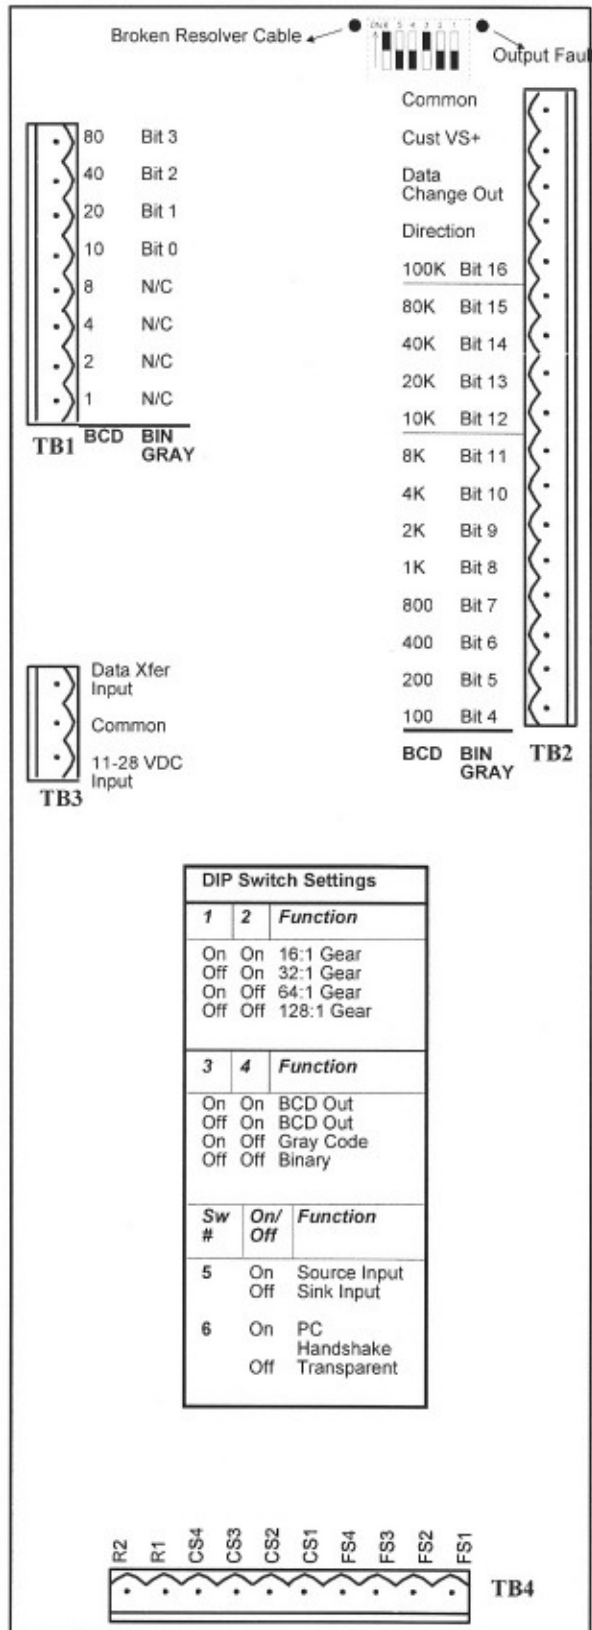 Broken Resolver Cable
ON 6 5 4 3 2 1
Output Faul
Common
Cust VS+
Data
Change Out
Direction
100K Bit 16
80K Bit 15
40K Bit 14
20K Bit 13
10K Bit 12
8K Bit 11
4K Bit 10
2K Bit 9
1K Bit 8
800 Bit 7
400 Bit 6
200 Bit 5
100 Bit 4
BCD BIN
GRAY
TB2
80 Bit 3
40 Bit 2
20 Bit 1
10 Bit 0
8 N/C
4 N/C
2 N/C
1 N/C
TB1 BCD BIN
GRAY
Data Xfer
Input
Common
11-28 VDC
Input
TB3
DIP Switch Settings
1 2 Function
On On 16:1 Gear
Off On 32:1 Gear
On Off 64:1 Gear
Off Off 128:1 Gear
3 4 Function
On On BCD Out
Off On BCD Out
On Off Gray Code
Off Off Binary
Sw On/ Function
# Off
5 On Source Input
Off Sink Input
6 On PC
Handshake
Off Transparent
R2 R1 CS4 CS3 CS2 CS1 FS4 FS3 FS2 FS1
TB4